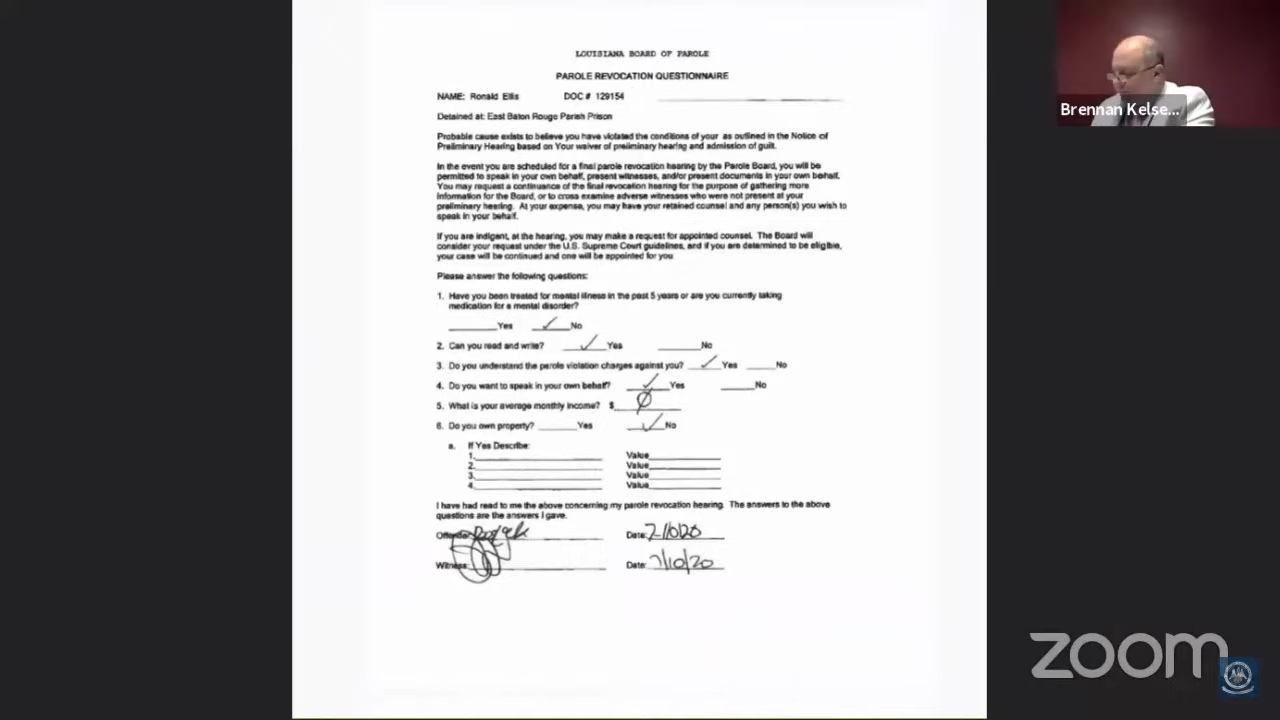 LOUISIANA BOARD OF PAROLE
PAROLE REVOCATION QUESTIONNAIRE
NAME: Ronald Ellis DOC # 129154
Detained at: East Baton Rouge Parish Prison
Probable cause exists to believe you have violated the conditions of your as outlined in the Notice of
Preliminary Hearing based on Your waiver of preliminary hearing and admission of guilt.
In the event you are scheduled for a final parole revocation hearing by the Parole Board, you will be
permitted to speak in your own behalf, present witnesses, and/or present documents in your own behalf.
You may request a continuance of the final revocation hearing for the purpose of gathering more
information for the Board, or to cross examine adverse witnesses who were not present at your
preliminary hearing. At your expense, you may have your retained counsel and any person(s) you wish to
speak in your behalf.
If you are indigent, at the hearing, you may make a request for appointed counsel. The Board will
consider your request under the U.S. Supreme Court guidelines, and if you are determined to be eligible,
your case will be continued and one will be appointed for you
Please answer the following questions:
1. Have you been treated for mental illness in the past 5 years or are you currently taking
medication for a mental disorder?
Yes ✓ No
2. Can you read and write? ✓ Yes No
3. Do you understand the parole violation charges against you? ✓ Yes No
4. Do you want to speak in your own behalf? ✓ Yes No
5. What is your average monthly income? $ Ø
6. Do you own property? Yes ✓ No
a. If Yes Describe:
1. Value
2. Value
3. Value
4. Value
I have had read to me the above concerning my parole revocation hearing. The answers to the above
questions are the answers I gave.
Offender Date: 7-10-20
Witness: Date: 7/10/20
Brennan Kelse...
zoom